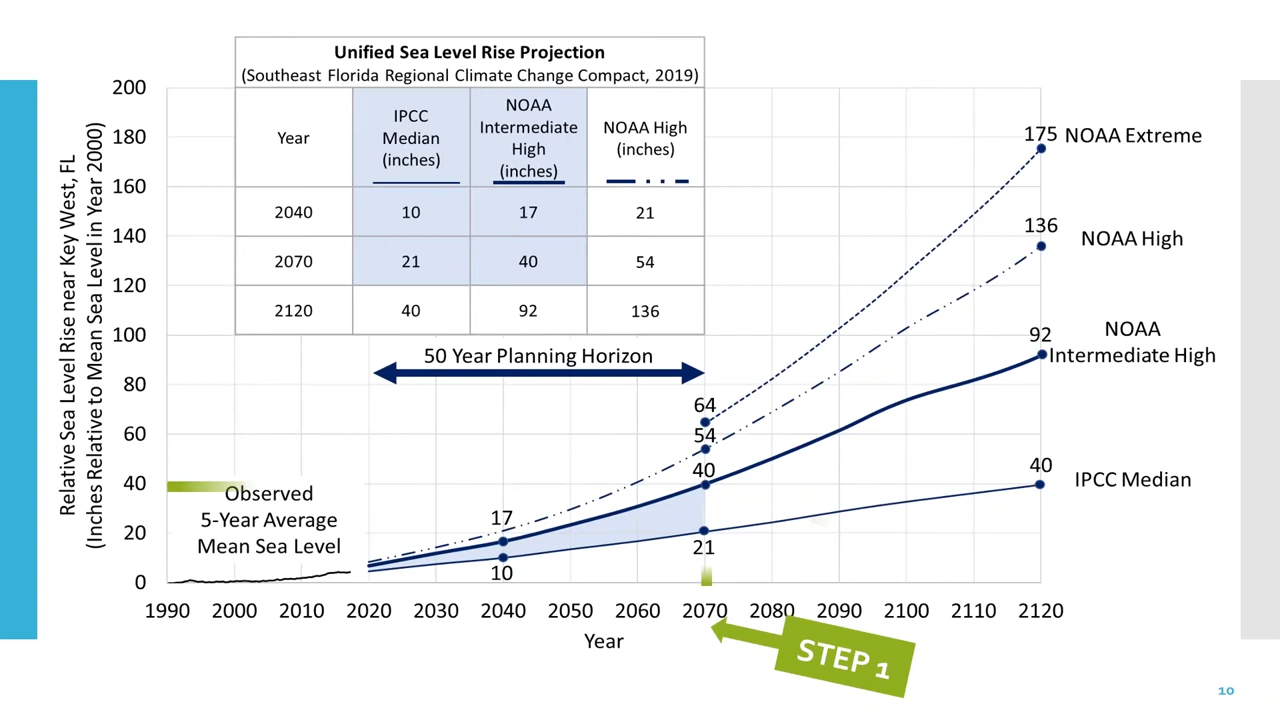 Unified Sea Level Rise Projection
(Southeast Florida Regional Climate Change Compact, 2019)
Year
IPCC
Median
(inches)
NOAA
Intermediate
High
(inches)
NOAA High
(inches)
2040 10 17 21
2070 21 40 54
2120 40 92 136
50 Year Planning Horizon
Relative Sea Level Rise near Key West, FL
(Inches Relative to Mean Sea Level in Year 2000)
200
180
160
140
120
100
80
60
40
20
0
175 NOAA Extreme
136
NOAA High
92
NOAA
Intermediate High
40
IPCC Median
64
54
40
21
17
10
Observed
5-Year Average
Mean Sea Level
1990 2000 2010 2020 2030 2040 2050 2060 2070 2080 2090 2100 2110 2120
Year
STEP 1
10